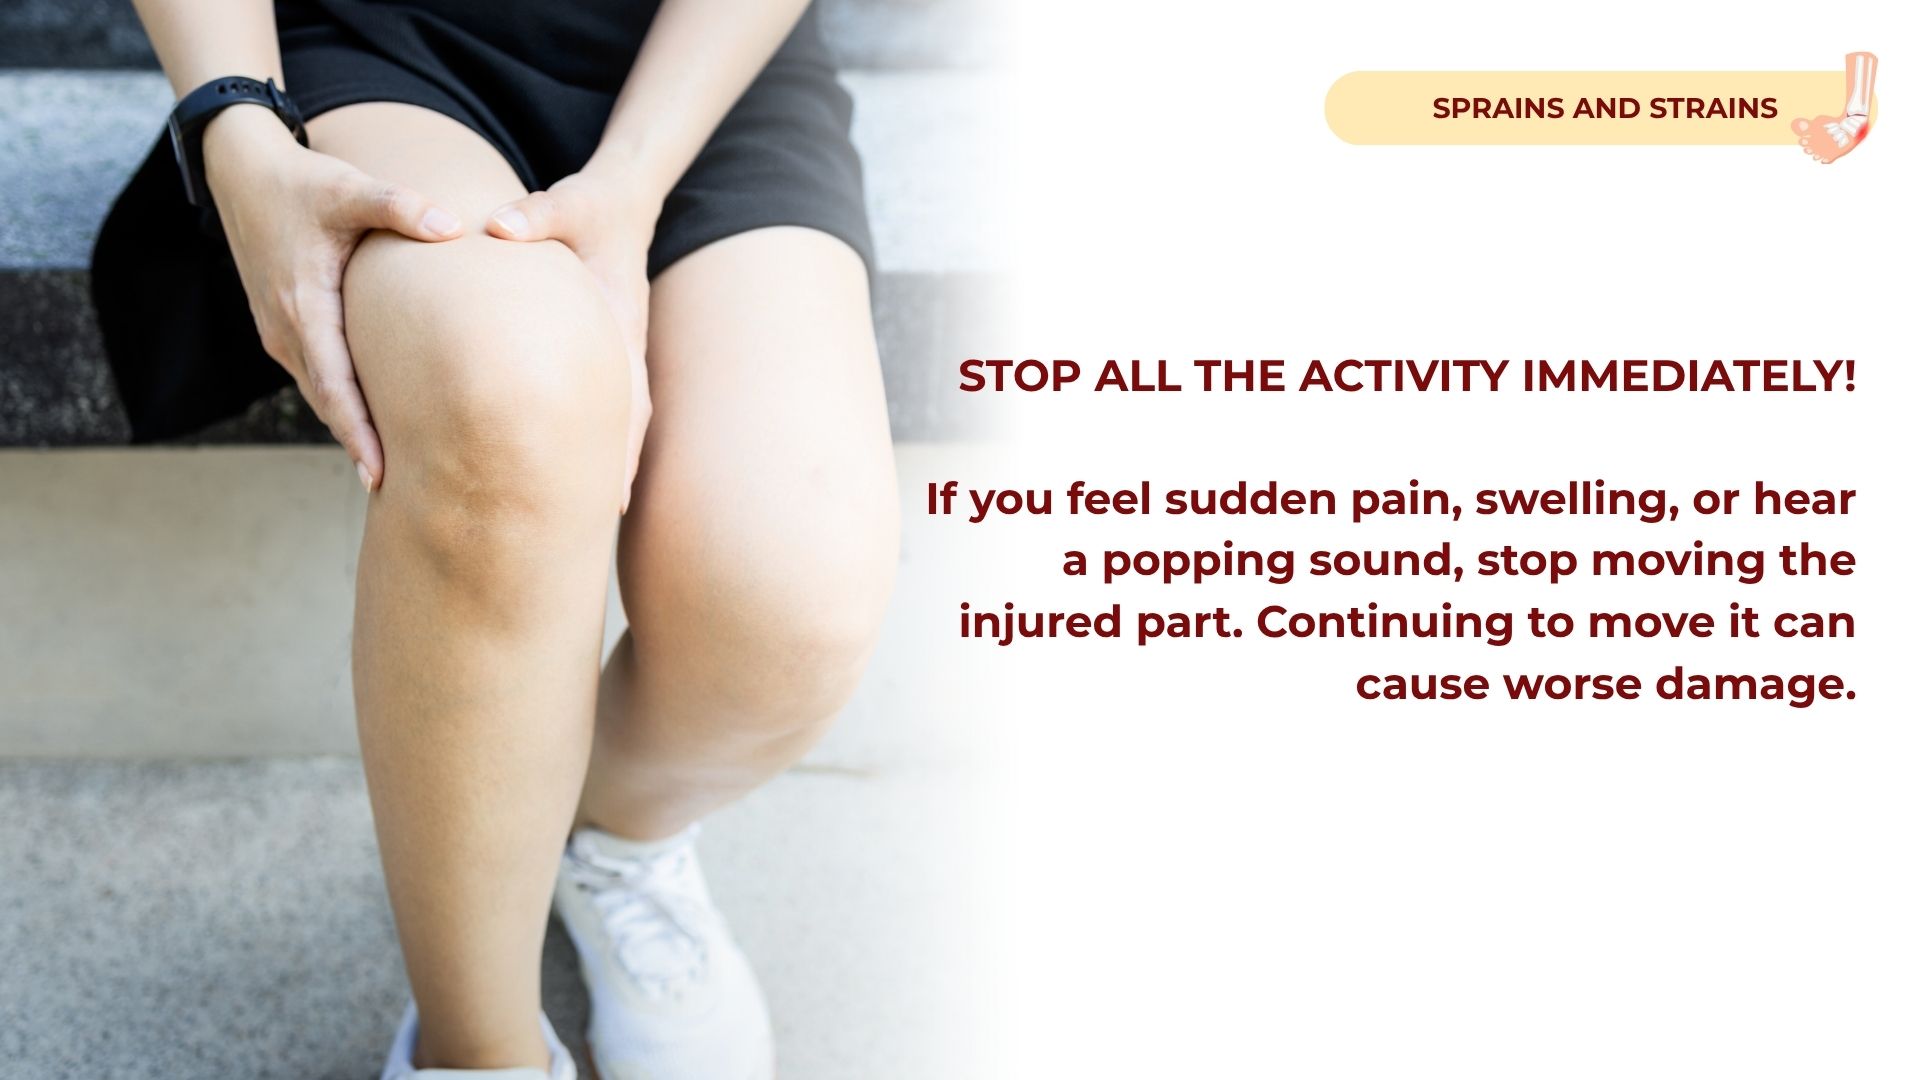 SPRAINS AND STRAINS
STOP ALL THE ACTIVITY IMMEDIATELY!
If you feel sudden pain, swelling, or hear
a popping sound, stop moving the
injured part. Continuing to move it can
cause worse damage.